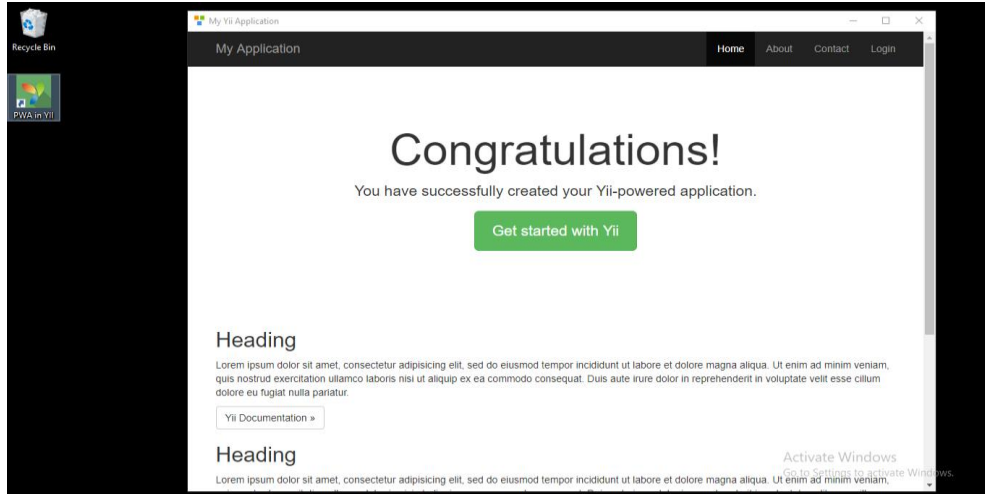 Recycle Bin
PWA in YII
My Yii Application
My Application
Home About Contact Login
Congratulations!
You have successfully created your Yii-powered application.
Get started with Yii
Heading
Lorem ipsum dolor sit amet, consectetur adipisicing elit, sed do eiusmod tempor incididunt ut labore et dolore magna aliqua. Ut enim ad minim veniam,
quis nostrud exercitation ullamco laboris nisi ut aliquip ex ea commodo consequat. Duis aute irure dolor in reprehenderit in voluptate velit esse cillum
dolore eu fugiat nulla pariatur.
Yii Documentation »
Heading
Lorem ipsum dolor sit amet, consectetur adipisicing elit, sed do eiusmod tempor incididunt ut labore et dolore magna aliqua. Ut enim ad minim veniam,
Activate Windows
Go to Settings to activate Windows.